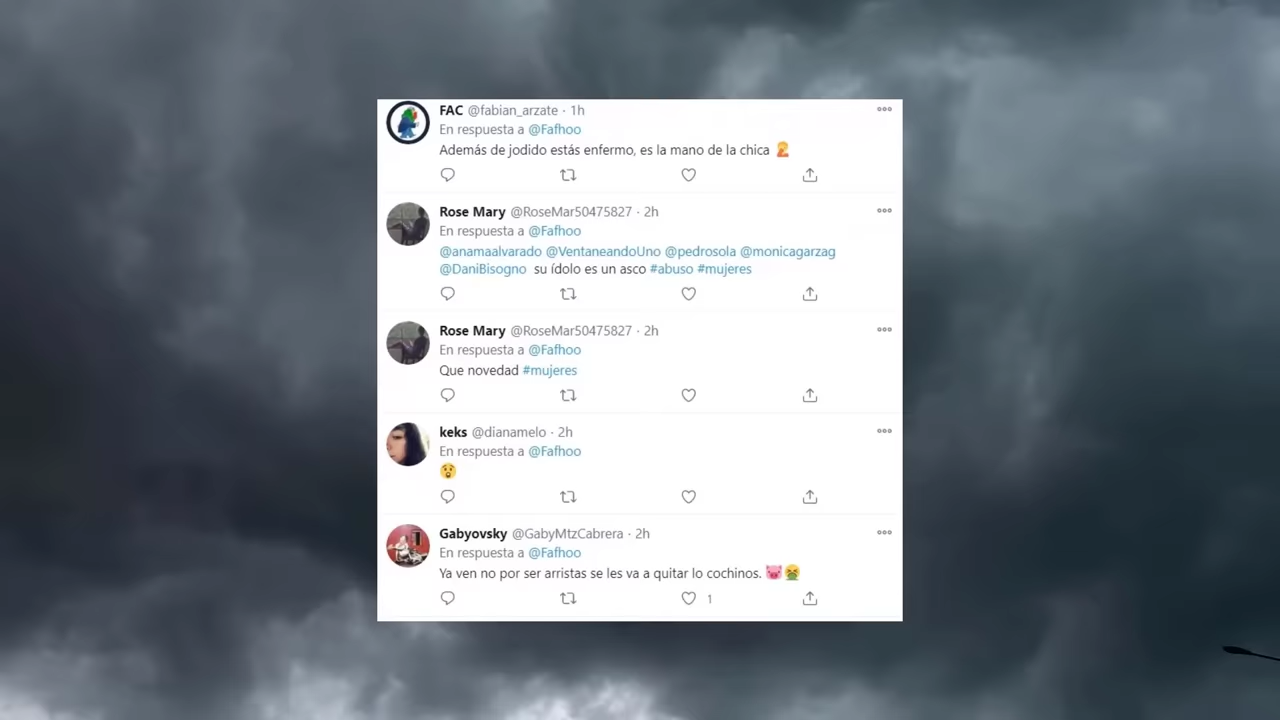 FAC @fabian_arzate · 1h
En respuesta a @Fafhoo
Además de jodido estás enfermo, es la mano de la chica 🤦
Rose Mary @RoseMar50475827 · 2h
En respuesta a @Fafhoo
@anamaalvarado @VentaneandoUno @pedrosola @monicagarzag
@DaniBisogno su ídolo es un asco #abuso #mujeres
Rose Mary @RoseMar50475827 · 2h
En respuesta a @Fafhoo
Que novedad #mujeres
keks @dianamelo · 2h
En respuesta a @Fafhoo
😲
Gabyovsky @GabyMtzCabrera · 2h
En respuesta a @Fafhoo
Ya ven no por ser arristas se les va a quitar lo cochinos. 🐷🤮
1